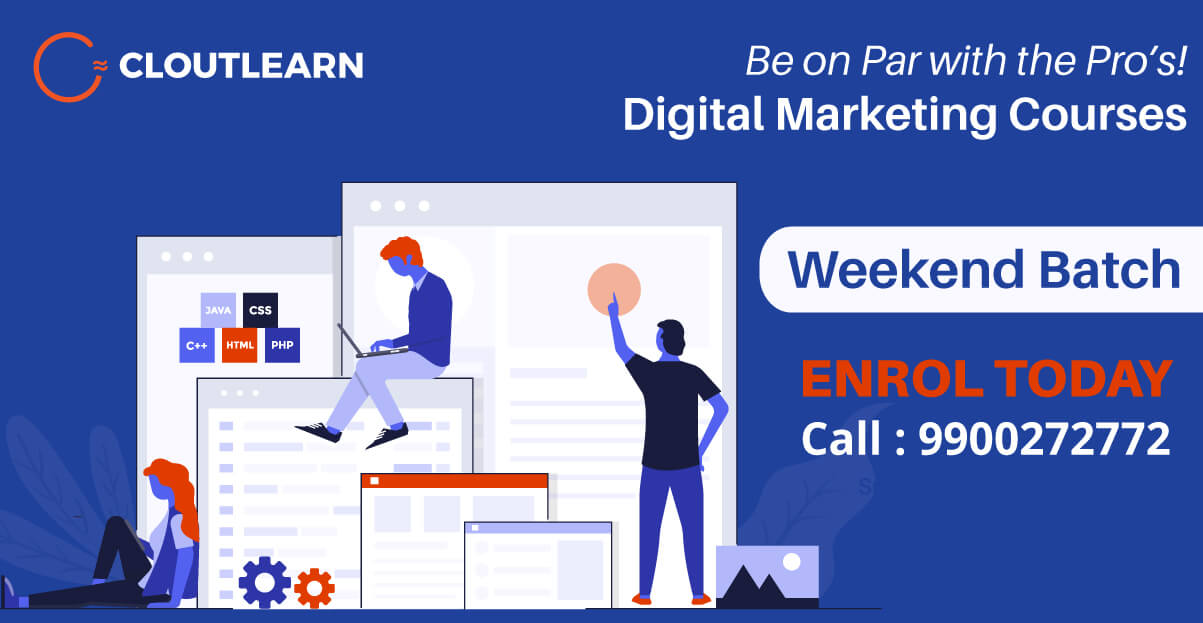 CLOUTLEARN
Be on Par with the Pro’s!
Digital Marketing Courses
Weekend Batch
ENROL TODAY
Call : 9900272772
JAVA
CSS
C++
HTML
PHP